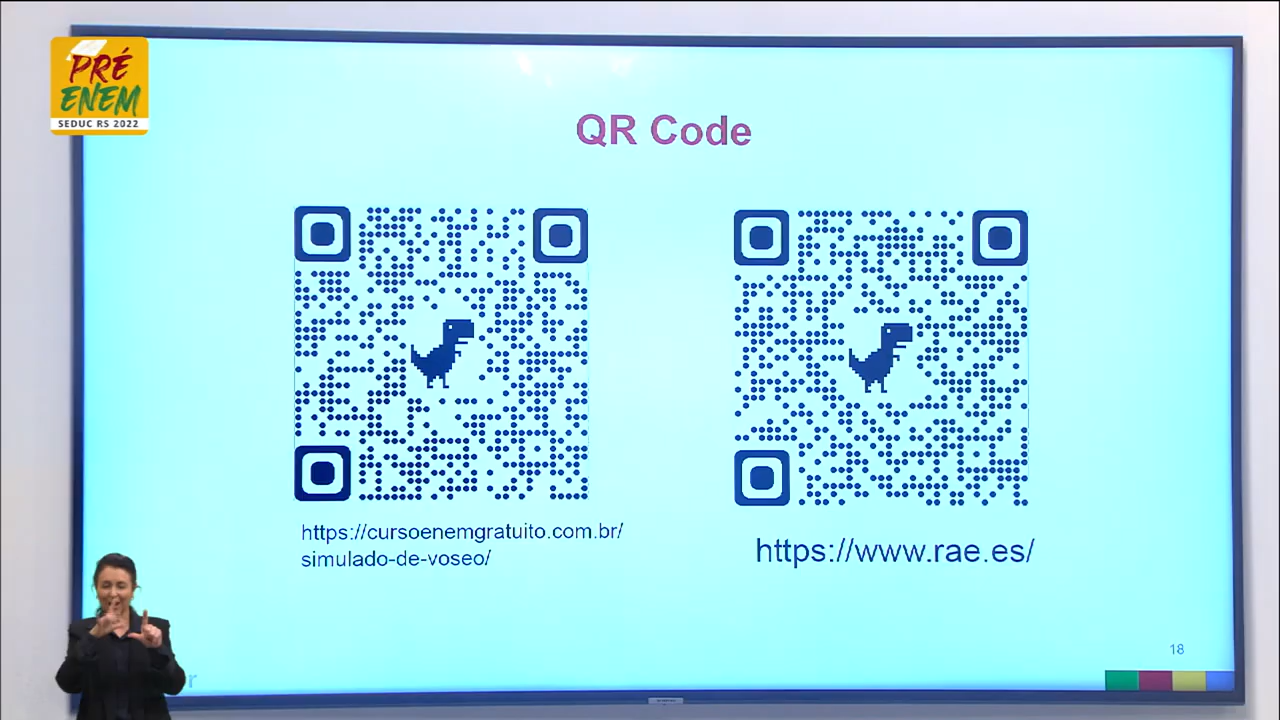 PRÉ
ENEM
SEDUC RS 2022
QR Code
https://cursoenemgratuito.com.br/
simulado-de-voseo/
https://www.rae.es/
18